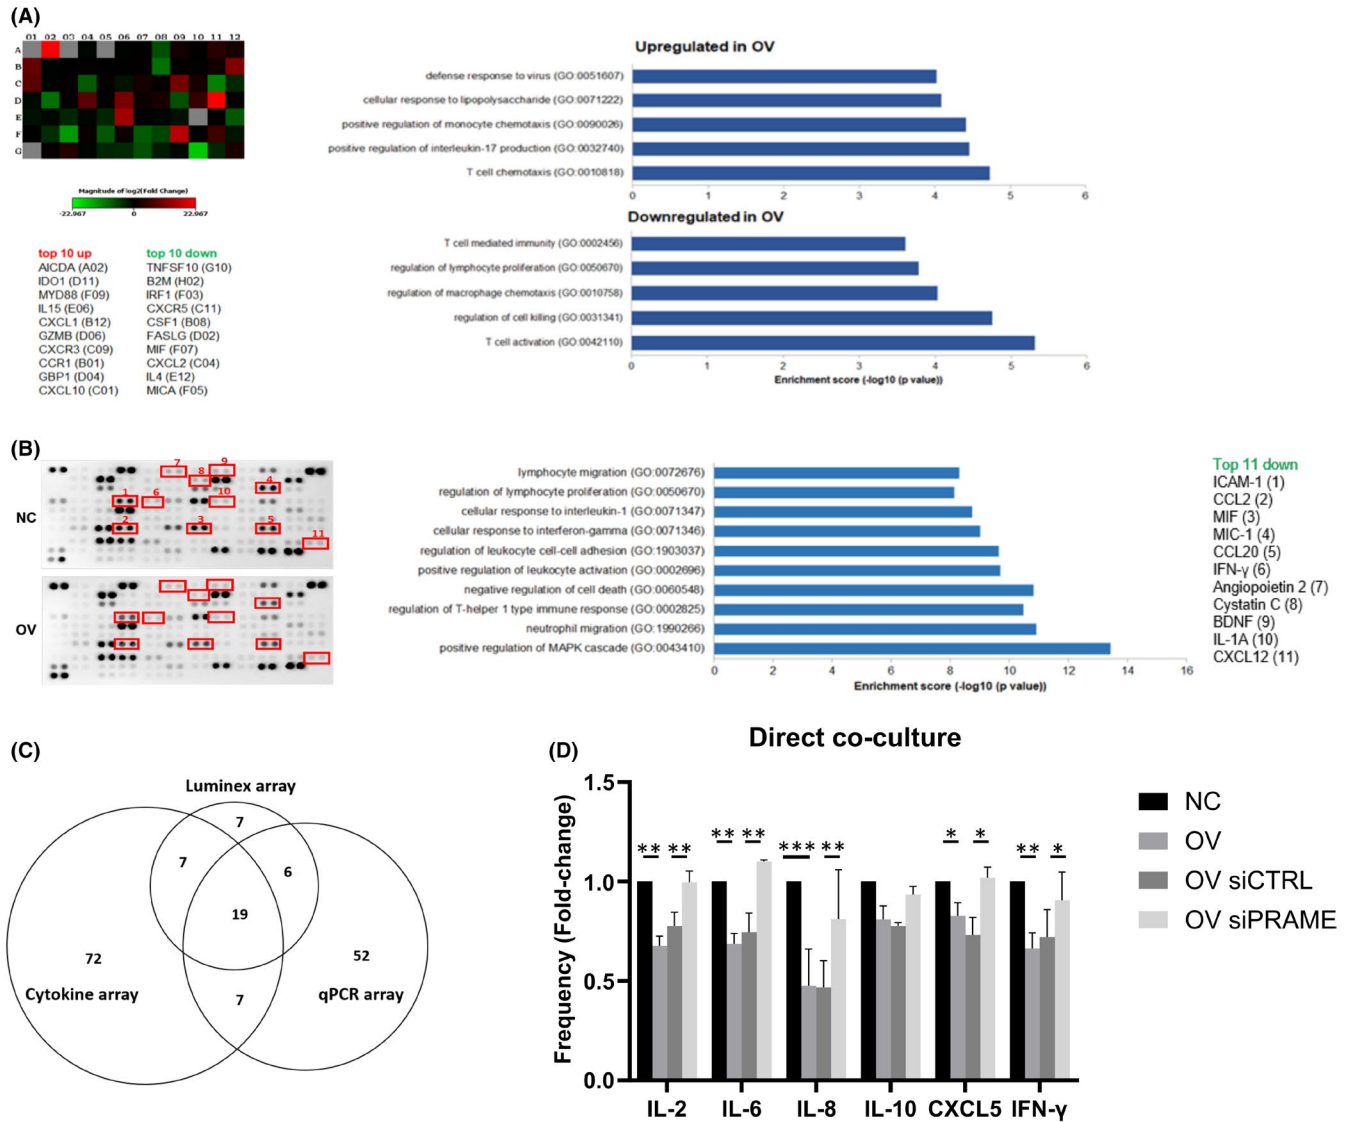 (A)
01 02 03 04 05 06 07 08 09 10 11 12
A
B
C
D
E
F
G
Magnitude of log2(Fold Change)
-22.967 0 22.967
top 10 up top 10 down
AICDA (A02) TNFSF10 (G10)
IDO1 (D11) B2M (H02)
MYD88 (F09) IRF1 (F03)
IL15 (E06) CXCR5 (C11)
CXCL1 (B12) CSF1 (B08)
GZMB (D06) FASLG (D02)
CXCR3 (C09) MIF (F07)
CCR1 (B01) CXCL2 (C04)
GBP1 (D04) IL4 (E12)
CXCL10 (C01) MICA (F05)
Upregulated in OV
defense response to virus (GO:0051607)
cellular response to lipopolysaccharide (GO:0071222)
positive regulation of monocyte chemotaxis (GO:0090026)
positive regulation of interleukin-17 production (GO:0032740)
T cell chemotaxis (GO:0010818)
0 1 2 3 4 5 6
Downregulated in OV
T cell mediated immunity (GO:0002456)
regulation of lymphocyte proliferation (GO:0050670)
regulation of macrophage chemotaxis (GO:0010758)
regulation of cell killing (GO:0031341)
T cell activation (GO:0042110)
0 1 2 3 4 5 6
Enrichment score (-log10 (p value))
(B)
7 9
8
4
1 6 10
2 3 5
11
NC
OV
lymphocyte migration (GO:0072676)
regulation of lymphocyte proliferation (GO:0050670)
cellular response to interleukin-1 (GO:0071347)
cellular response to interferon-gamma (GO:0071346)
regulation of leukocyte cell-cell adhesion (GO:1903037)
positive regulation of leukocyte activation (GO:0002696)
negative regulation of cell death (GO:0060548)
regulation of T-helper 1 type immune response (GO:0002825)
neutrophil migration (GO:1990266)
positive regulation of MAPK cascade (GO:0043410)
0 2 4 6 8 10 12 14 16
Enrichment score (-log10 (p value))
Top 11 down
ICAM-1 (1)
CCL2 (2)
MIF (3)
MIC-1 (4)
CCL20 (5)
IFN-γ (6)
Angiopoietin 2 (7)
Cystatin C (8)
BDNF (9)
IL-1A (10)
CXCL12 (11)
(C)
Luminex array
7
7 6
19
72 52
Cytokine array qPCR array
7
(D)
Direct co-culture
Frequency (Fold-change)
1.5
1.0
0.5
0.0
** ** ** ** *** ** * * ** *
IL-2 IL-6 IL-8 IL-10 CXCL5 IFN-γ
NC
OV
OV siCTRL
OV siPRAME